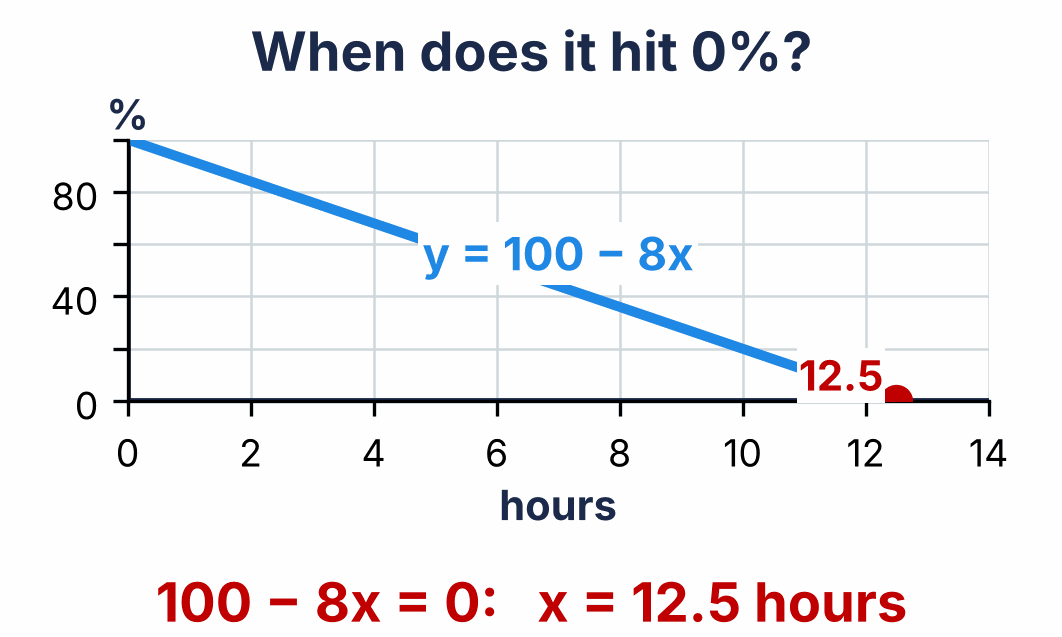 When does it hit 0%?
%
80
y = 100 − 8x
40
12.5
0
0 2 4 6 8 10 12 14
hours
100 − 8x = 0: x = 12.5 hours